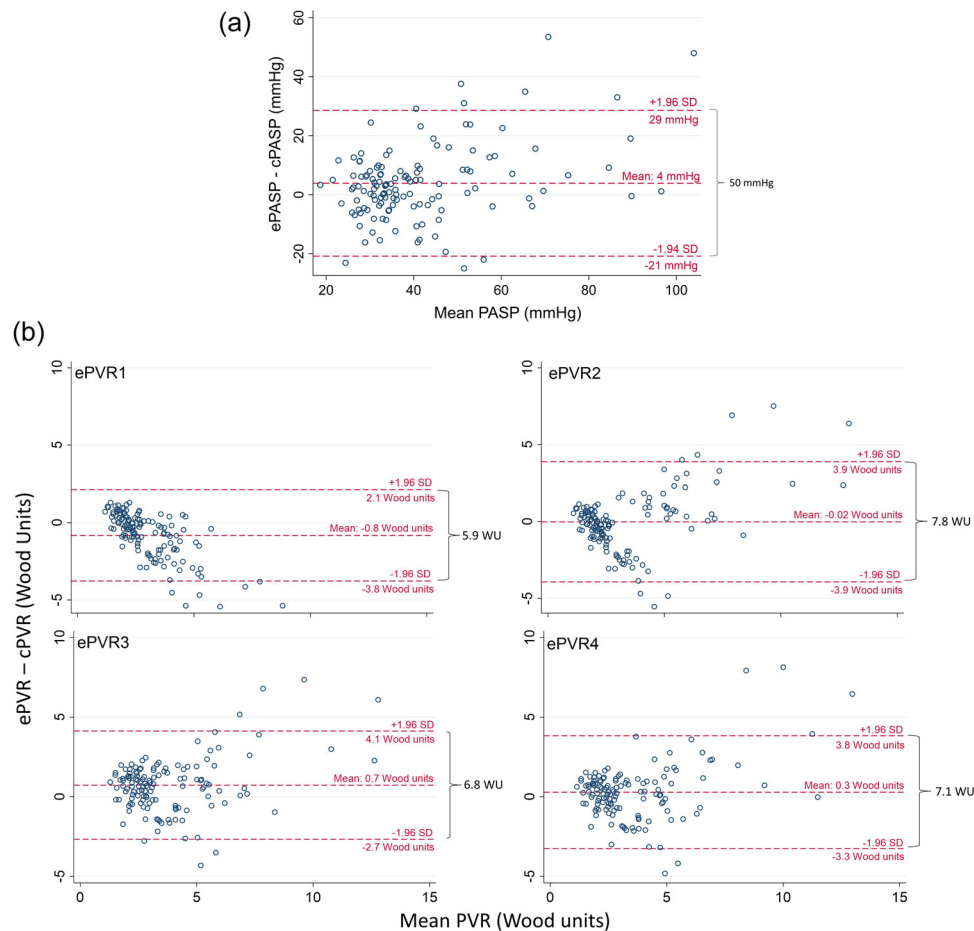 (a)
ePASP - cPASP (mmHg)
60
40
20
0
-20
+1.96 SD
29 mmHg
Mean: 4 mmHg
-1.94 SD
-21 mmHg
50 mmHg
20 40 60 80 100
Mean PASP (mmHg)
(b)
ePVR – cPVR (Wood Units)
ePVR1
10
5
0
-5
+1.96 SD
2.1 Wood units
Mean: -0.8 Wood units
-1.96 SD
-3.8 Wood units
5.9 WU
0 5 10 15
ePVR2
10
5
0
-5
+1.96 SD
3.9 Wood units
Mean: -0.02 Wood units
-1.96 SD
-3.9 Wood units
7.8 WU
ePVR3
10
5
0
-5
+1.96 SD
4.1 Wood units
Mean: 0.7 Wood units
-1.96 SD
-2.7 Wood units
6.8 WU
0 5 10 15
ePVR4
10
5
0
-5
+1.96 SD
3.8 Wood units
Mean: 0.3 Wood units
-1.96 SD
-3.3 Wood units
7.1 WU
0 5 10 15
Mean PVR (Wood units)